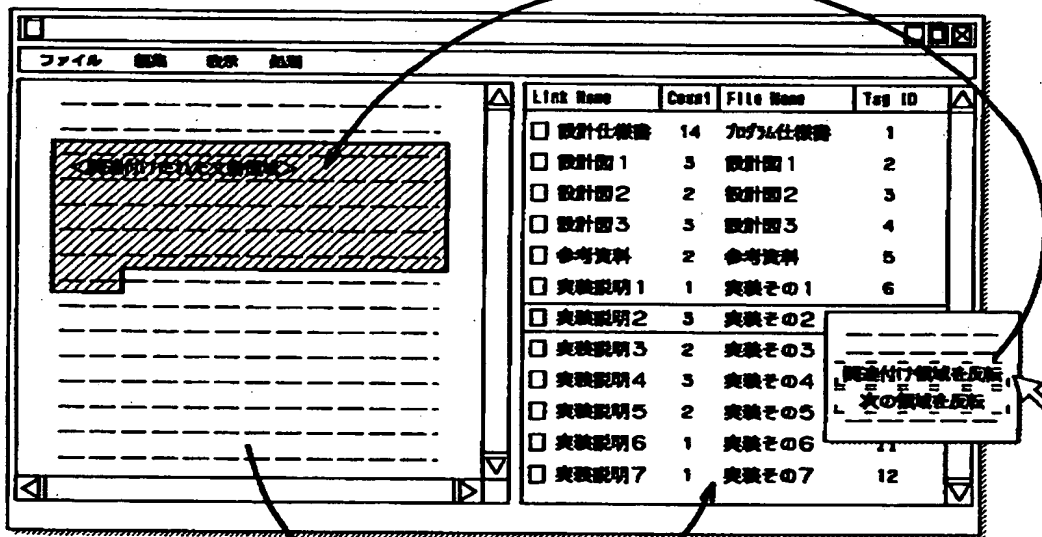 ファイル 編集 表示 処理
<関連付けされた文章領域>
Link Name Count File Name Tag ID
設計仕様書 14 プログラム仕様書 1
設計図1 3 設計図1 2
設計図2 2 設計図2 3
設計図3 3 設計図3 4
参考資料 2 参考資料 5
実装説明1 1 実装その1 6
実装説明2 3 実装その2
実装説明3 2 実装その3
実装説明4 3 実装その4
実装説明5 2 実装その5
実装説明6 1 実装その6 11
実装説明7 1 実装その7 12
関連付け領域を反転
次の領域を反転